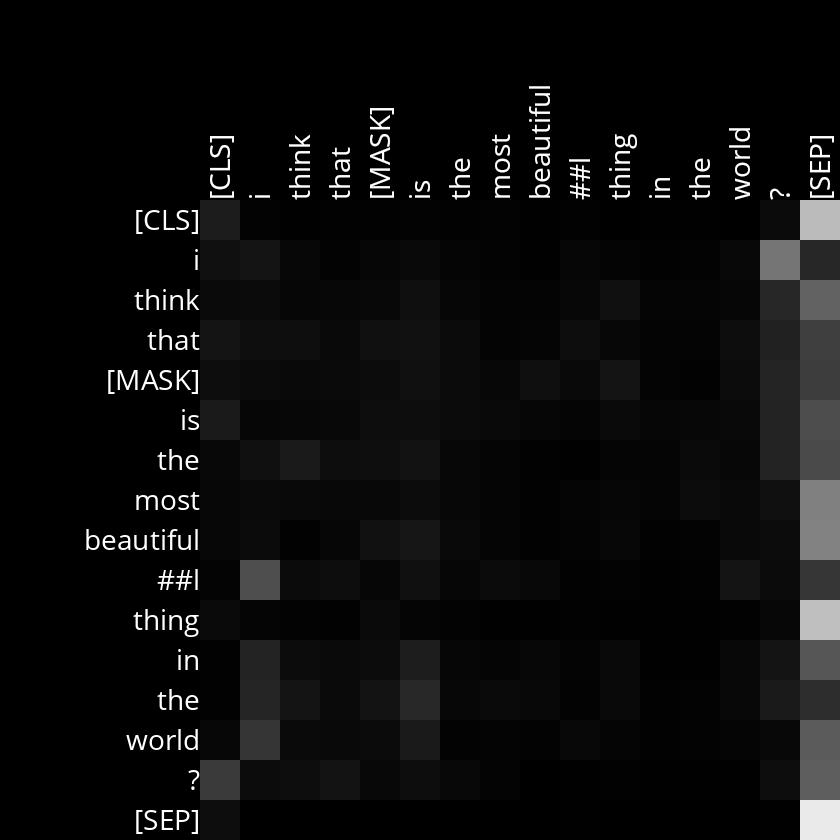 [CLS] i think that [MASK] is the most beautiful ##l thing in the world ? [SEP]
[CLS]
i
think
that
[MASK]
is
the
most
beautiful
##l
thing
in
the
world
?
[SEP]